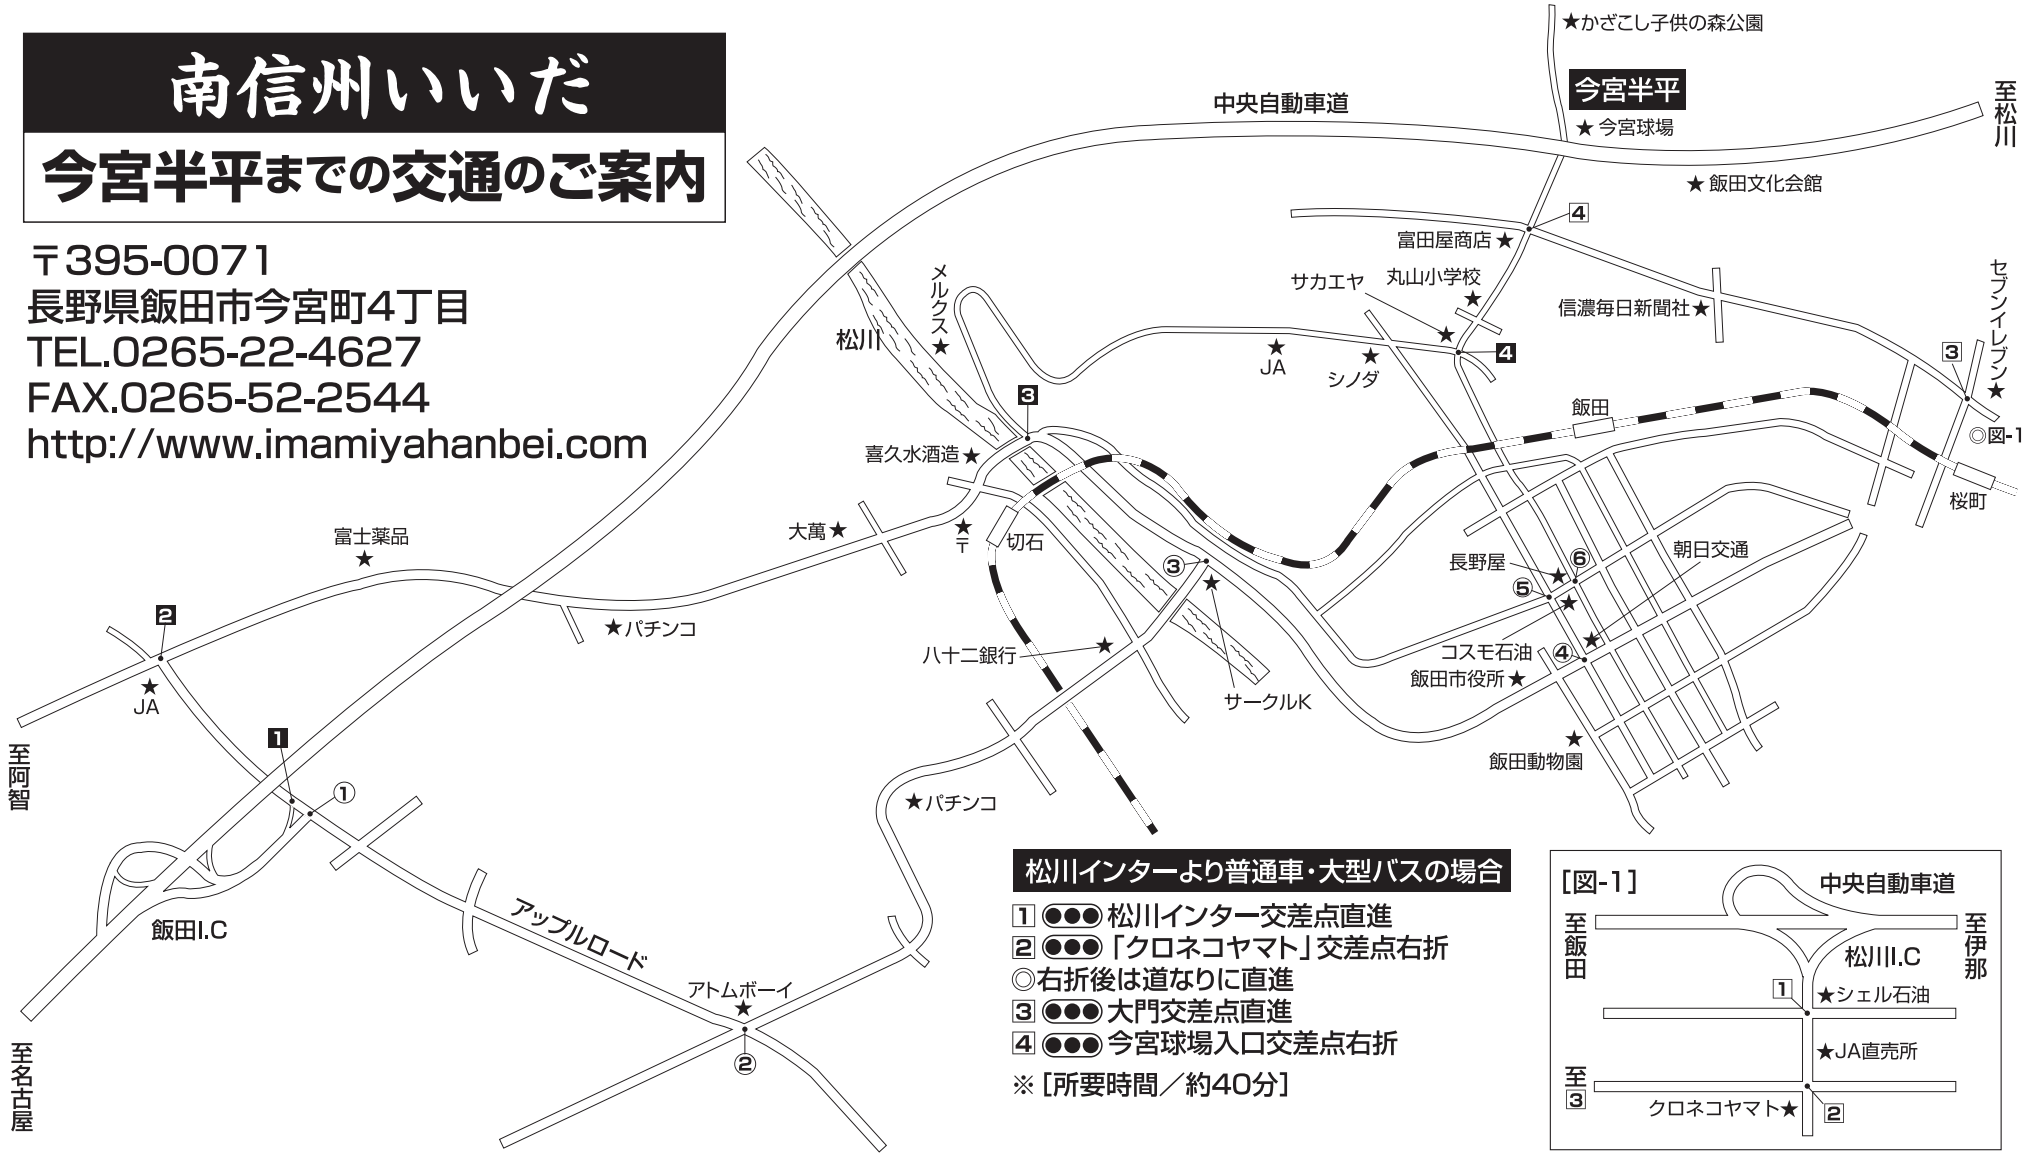 南信州いいだ
今宮半平までの交通のご案内
〒395-0071
長野県飯田市今宮町4丁目
TEL.0265-22-4627
FAX.0265-52-2544
http://www.imamiyahanbei.com
★かざこし子供の森公園
今宮半平
★今宮球場
中央自動車道
至松川
★飯田文化会館
4
富田屋商店★
丸山小学校
★
サカエヤ
★
信濃毎日新聞社★
セブンイレブン★
3
◎図-1
メルクス★
松川
★
JA
★
シノダ
4
飯田
桜町
3
喜久水酒造★
大萬★
★
〒
切石
富士薬品
★
★パチンコ
2
★
JA
至阿智
1
①
③
八十二銀行★
★
サークルK
長野屋
★
⑥
朝日交通
★
⑤
★
コスモ石油
④
飯田市役所★
★
飯田動物園
★パチンコ
飯田I.C
アップルロード
アトムボーイ
★
②
至名古屋
松川インターより普通車・大型バスの場合
1 ●●● 松川インター交差点直進
2 ●●● 「クロネコヤマト」交差点右折
◎右折後は道なりに直進
3 ●●● 大門交差点直進
4 ●●● 今宮球場入口交差点右折
※［所要時間／約40分］
［図-1］
中央自動車道
至飯田
至伊那
松川I.C
1
★シェル石油
★JA直売所
至3
クロネコヤマト★
2